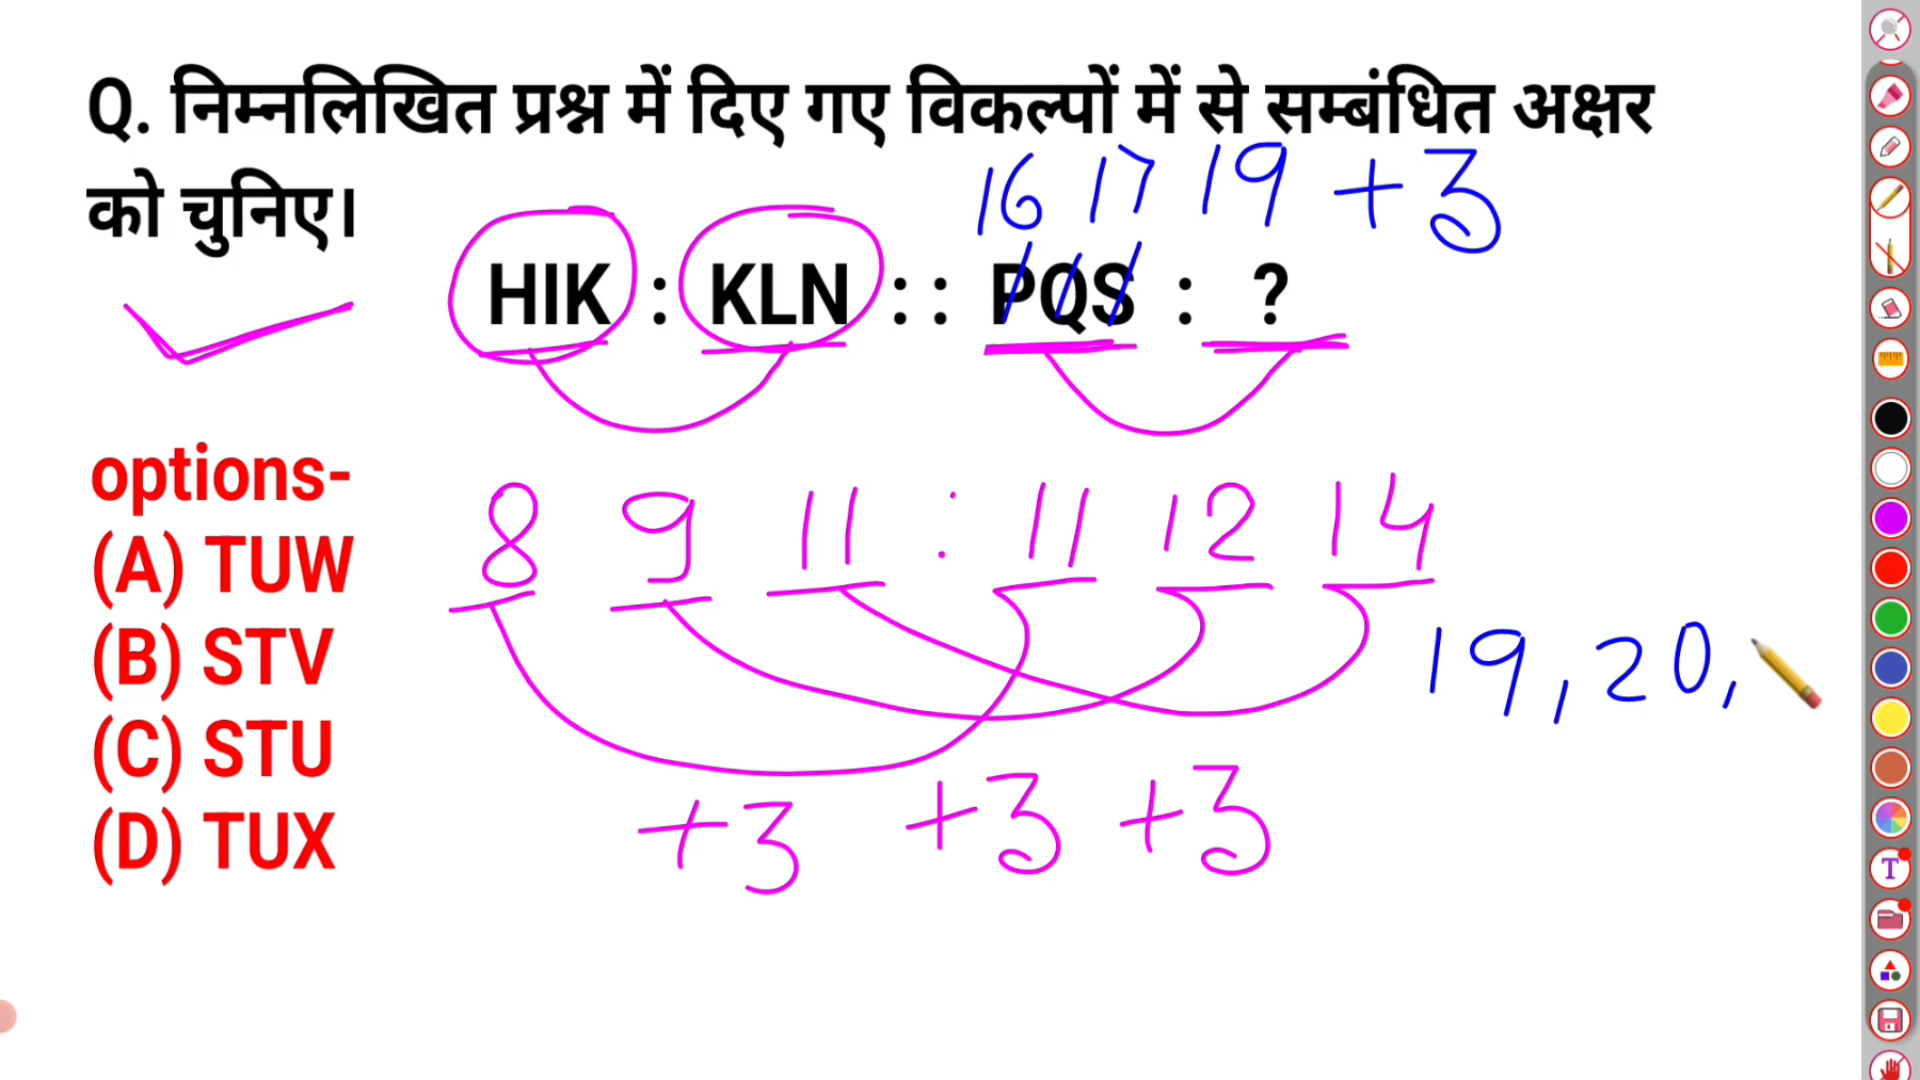 Q. निम्नलिखित प्रश्न में दिए गए विकल्पों में से सम्बंधित अक्षर
को चुनिए।
16 17 19 +3
HIK : KLN : : PQS : ?
options-
8 9 11 : 11 12 14
(A) TUW
(B) STV
19, 20,
(C) STU
+3 +3 +3
(D) TUX
T